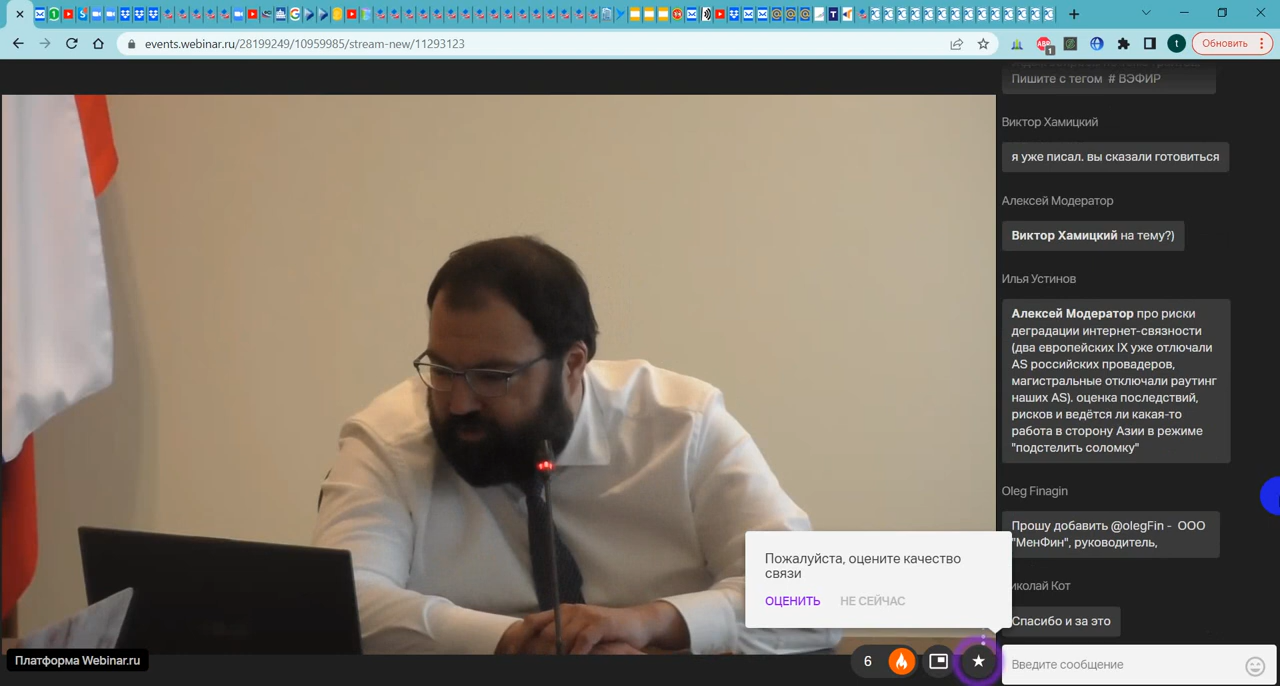 events.webinar.ru/28199249/10959985/stream-new/11293123
Обновить
Пишите с тегом # ВЭФИР
Виктор Хамицкий
я уже писал. вы сказали готовиться
Алексей Модератор
Виктор Хамицкий на тему?)
Илья Устинов
Алексей Модератор про риски
деградации интернет-связности
(два европейских IX уже отлючали
AS российских провадеров,
магистральные отключали раутинг
наших AS). оценка последствий,
рисков и ведётся ли какая-то
работа в сторону Азии в режиме
"подстелить соломку"
Oleg Finagin
Прошу добавить @olegFin - ООО
"МенФин", руководитель,
иколай Кот
Спасибо и за это
Пожалуйста, оцените качество
связи
ОЦЕНИТЬ НЕ СЕЙЧАС
Платформа Webinar.ru
6
Введите сообщение